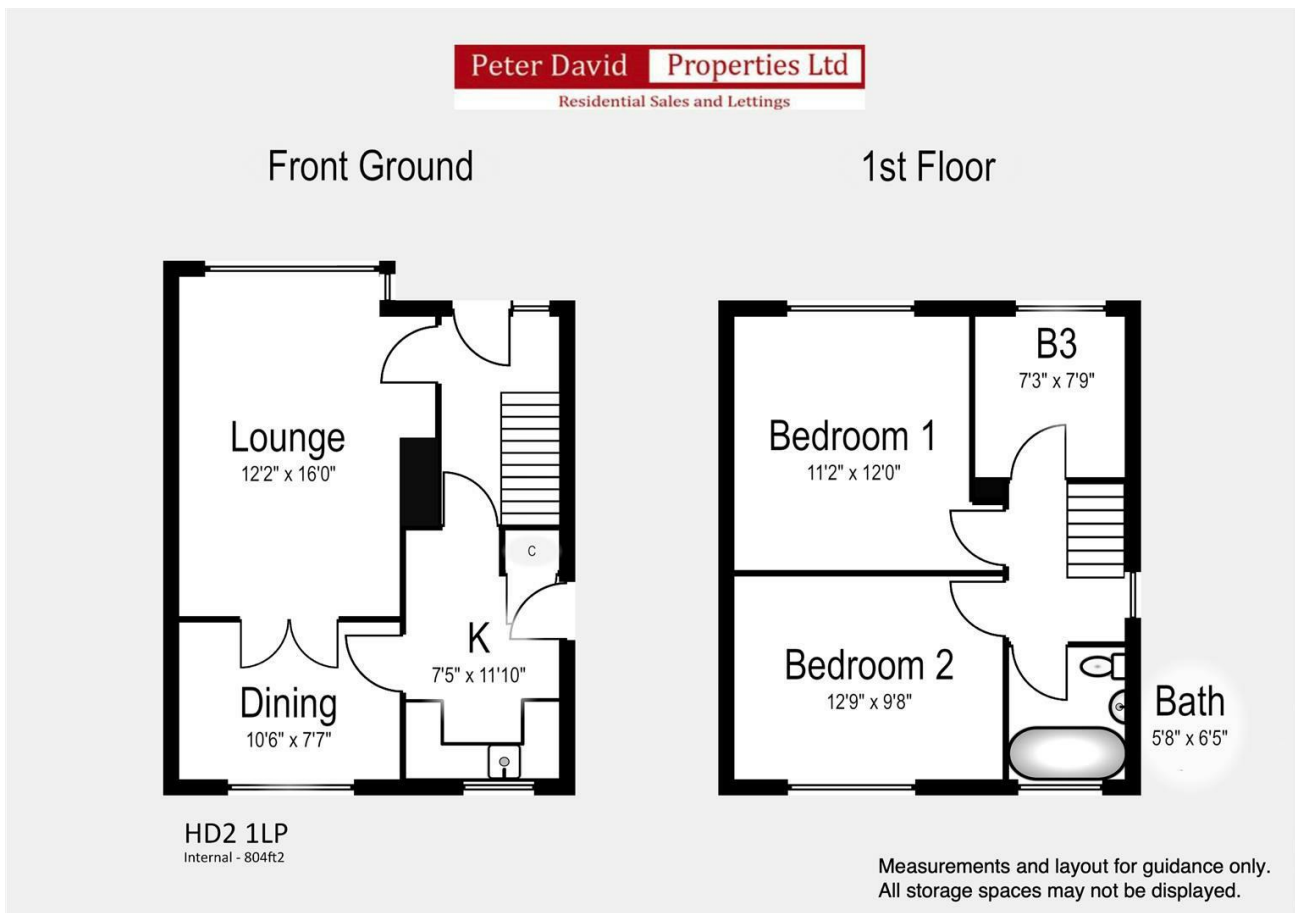 Peter David Properties Ltd
Residential Sales and Lettings
Front Ground
1st Floor
Lounge
12'2" x 16'0"
C
K
7'5" x 11'10"
Dining
10'6" x 7'7"
B3
7'3" x 7'9"
Bedroom 1
11'2" x 12'0"
Bedroom 2
12'9" x 9'8"
Bath
5'8" x 6'5"
HD2 1LP
Internal - 804ft2
Measurements and layout for guidance only.
All storage spaces may not be displayed.